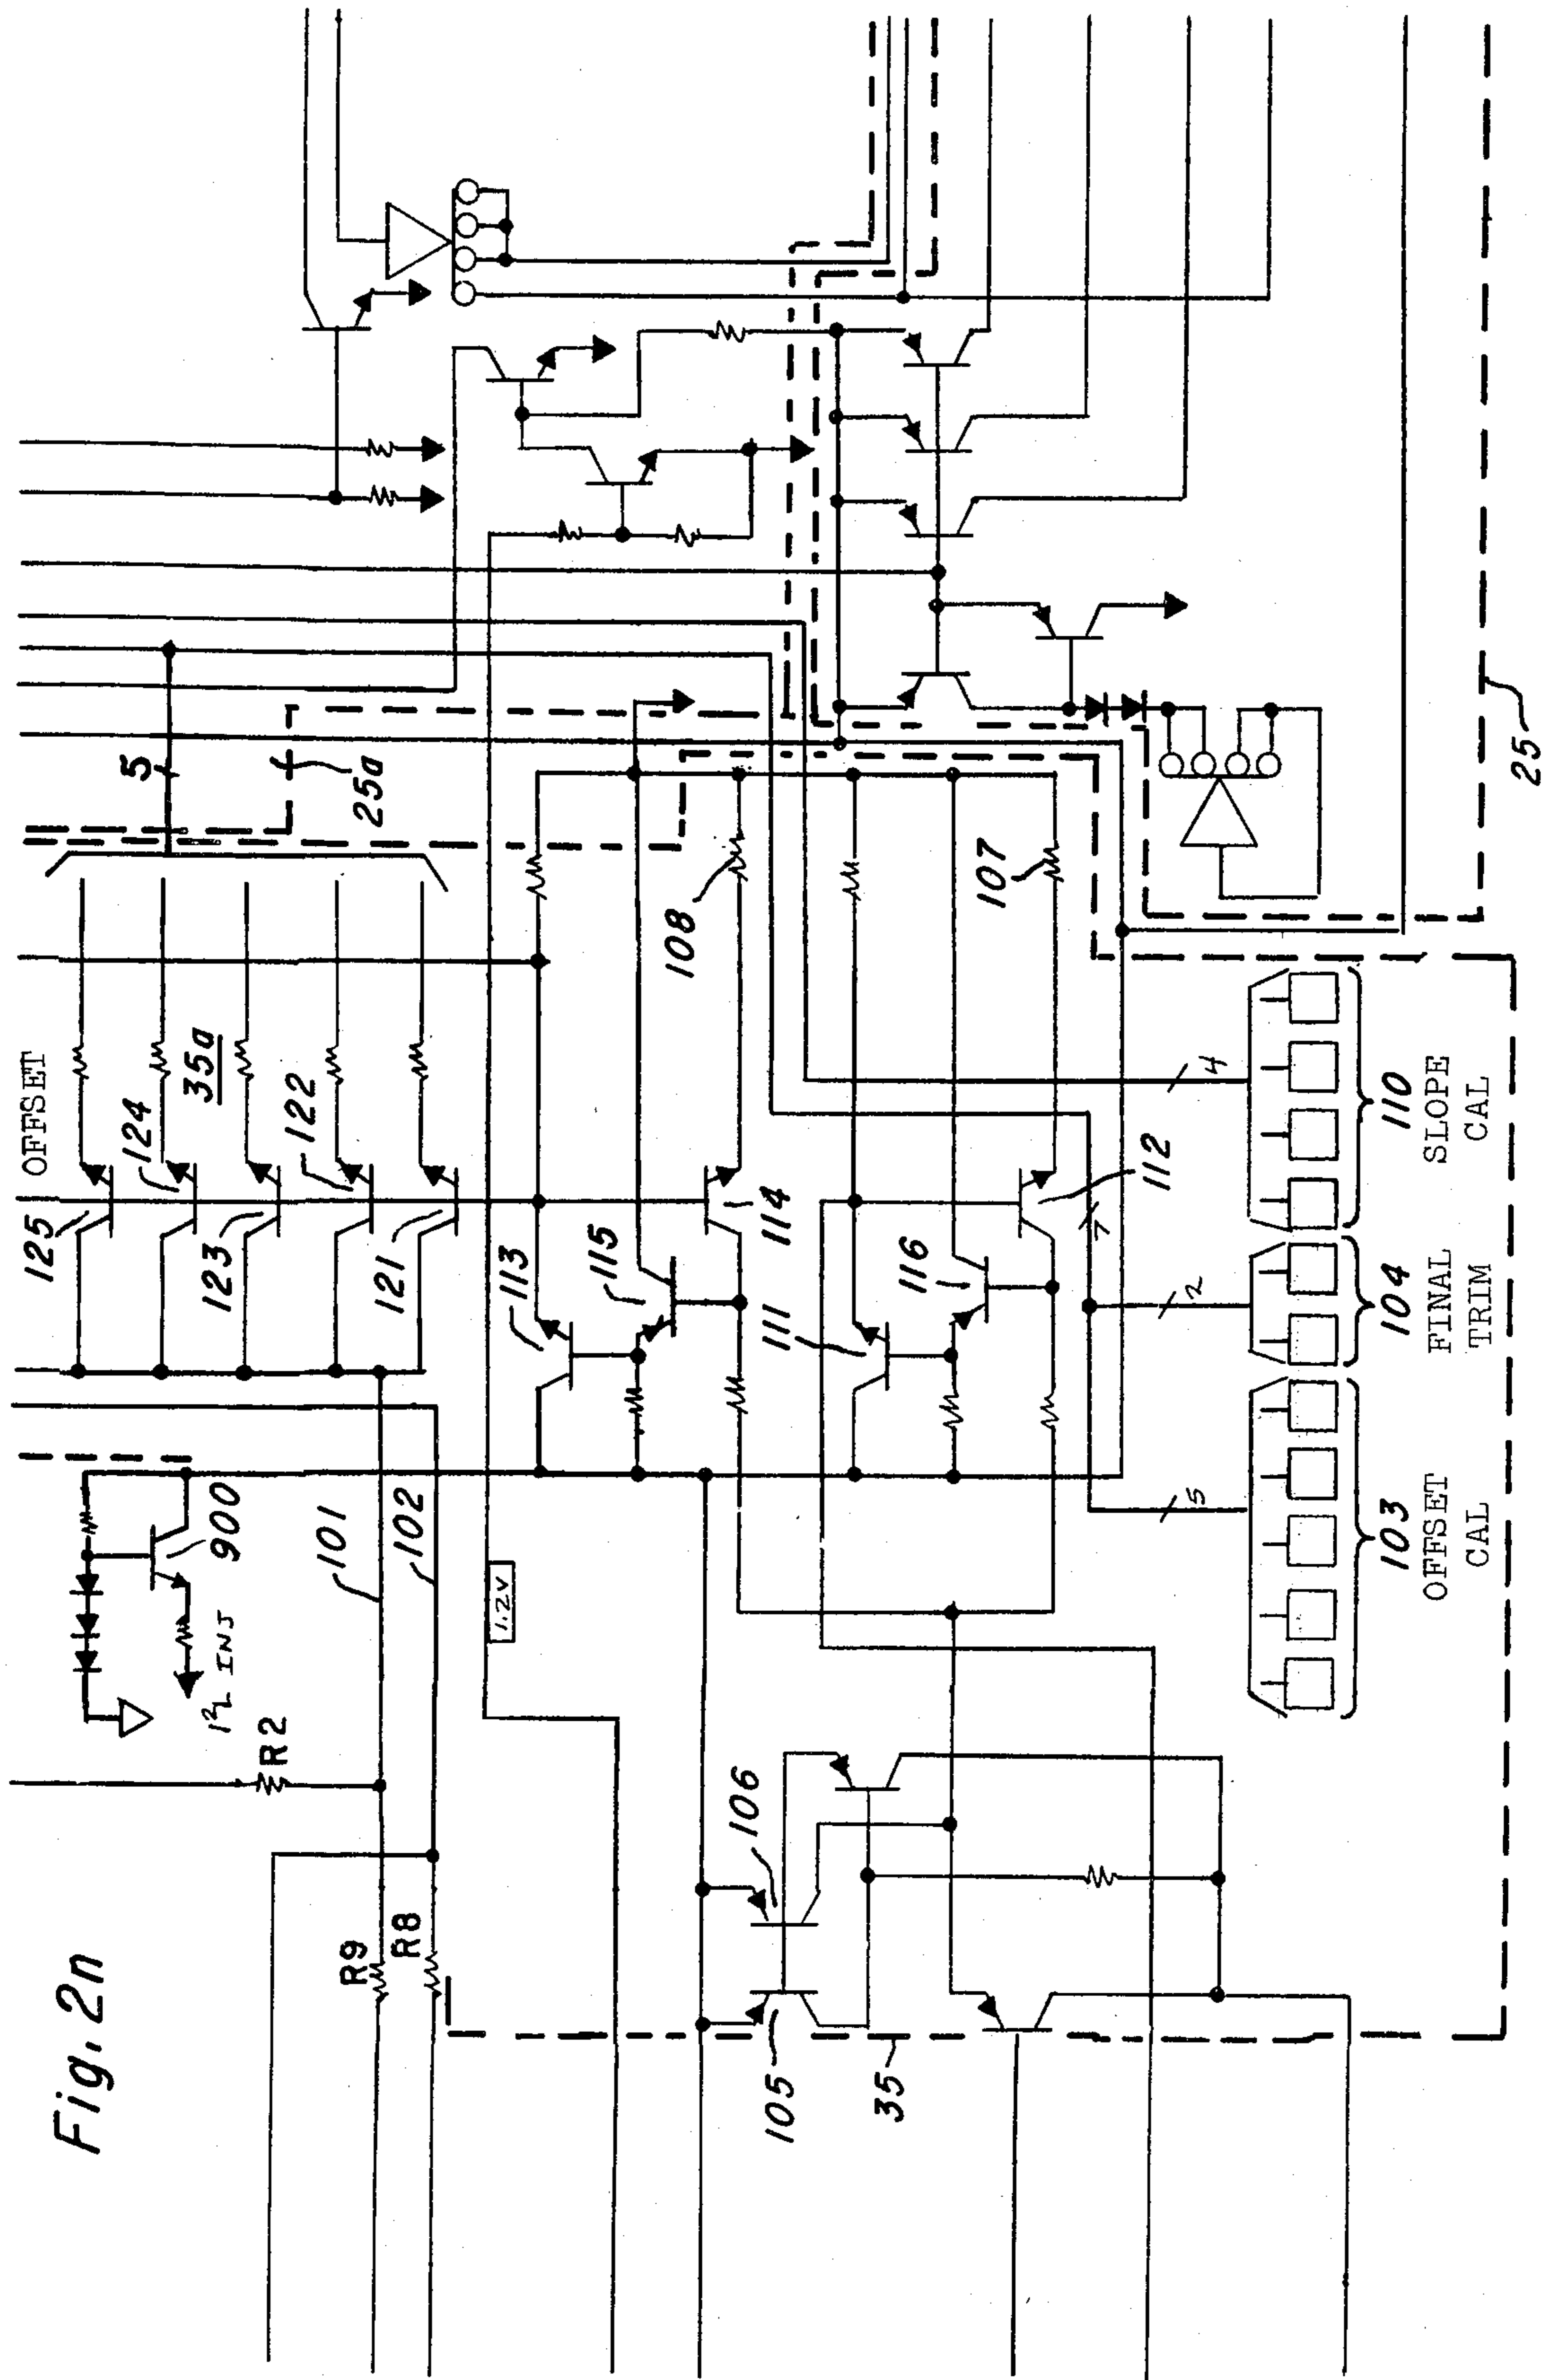 Fig. 2n
OFFSET
125
124
35a
123
122
121
5
25a
900
I²L INJ
R2
101
102
R9
R8
1.2V
113
115
114
108
111
116
112
107
106
105
35
7
5
2
4
103
OFFSET
CAL
104
FINAL
TRIM
110
SLOPE
CAL
25